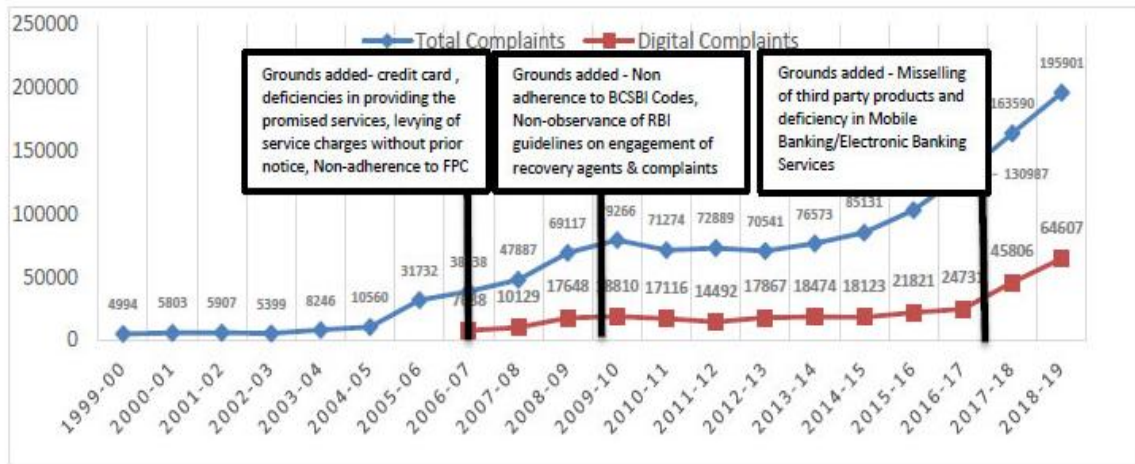 250000
200000
150000
100000
50000
0
Total Complaints Digital Complaints
Grounds added- credit card ,
deficiencies in providing the
promised services, levying of
service charges without prior
notice, Non-adherence to FPC
Grounds added - Non
adherence to BCSBI Codes,
Non-observance of RBI
guidelines on engagement of
recovery agents & complaints
Grounds added - Misselling
of third party products and
deficiency in Mobile
Banking/Electronic Banking
Services
4994 5803 5907 5399 8246 10560 31732 47887 69117 71274 72889 70541 76573 85131 130987 163590 195901
10129 17648 17116 14492 17867 18474 18123 21821 24731 45806 64607
1999-00 2000-01 2001-02 2002-03 2003-04 2004-05 2005-06 2006-07 2007-08 2008-09 2009-10 2010-11 2011-12 2012-13 2013-14 2014-15 2015-16 2016-17 2017-18 2018-19